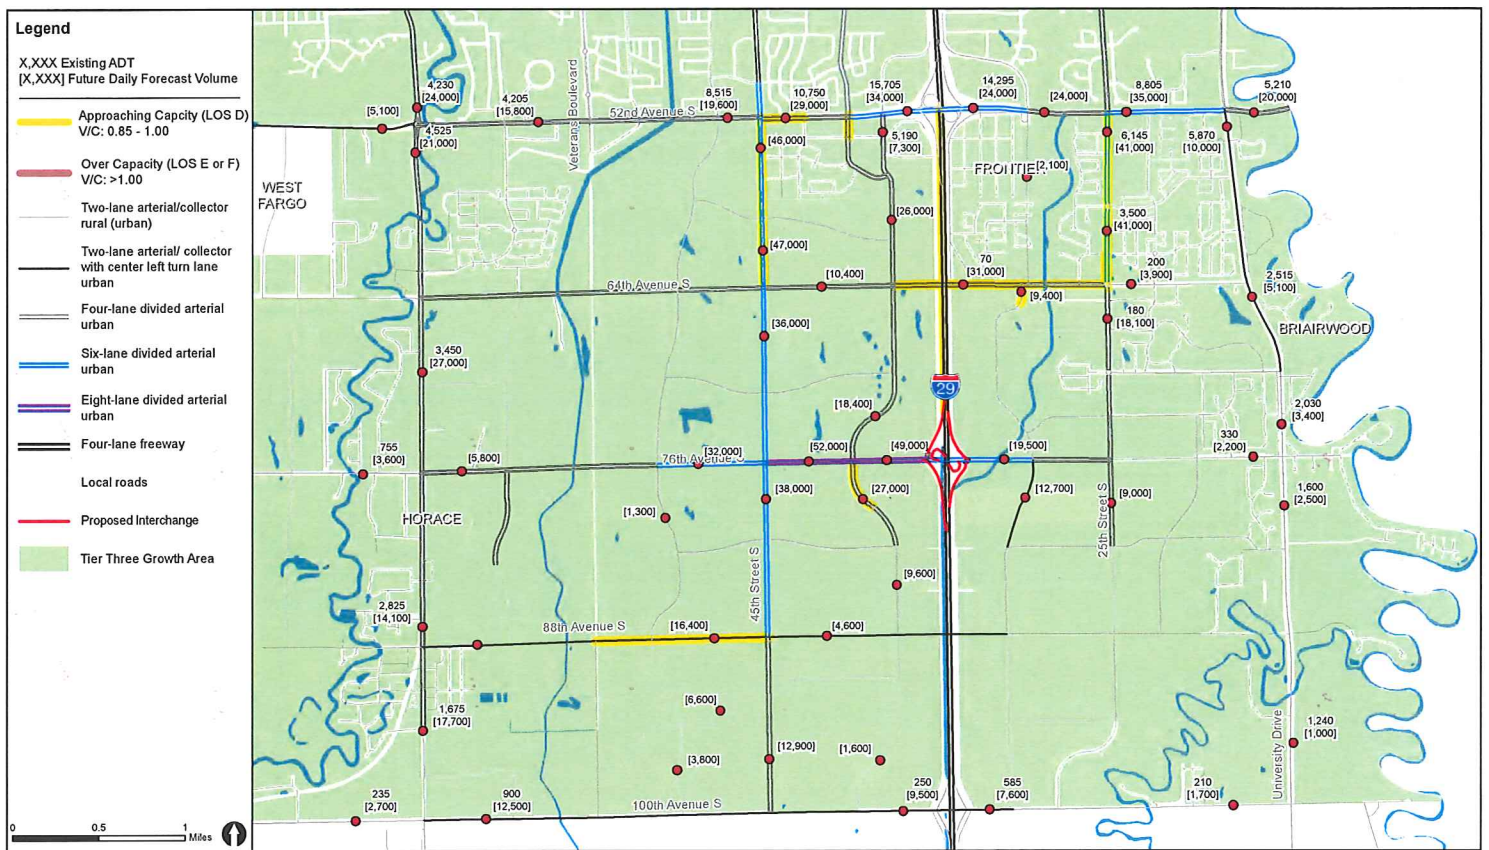 Legend
X,XXX Existing ADT
[X,XXX] Future Daily Forecast Volume
Approaching Capcity (LOS D)
V/C: 0.85 - 1.00
Over Capacity (LOS E or F)
V/C: >1.00
Two-lane arterial/collector
rural (urban)
Two-lane arterial/ collector
with center left turn lane
urban
Four-lane divided arterial
urban
Six-lane divided arterial
urban
Eight-lane divided arterial
urban
Four-lane freeway
Local roads
Proposed Interchange
Tier Three Growth Area
0 0.5 1
Miles
4,230
[24,000]
[5,100]
4,525
[21,000]
4,205
[15,800]
Veterans Boulevard
52nd Avenue S
8,515
[19,600]
10,750
[29,000]
15,705
[34,000]
14,295
[24,000]
[24,000]
8,805
[35,000]
5,210
[20,000]
[46,000]
5,190
[7,300]
FRONTIER
[2,100]
6,145
[41,000]
5,870
[10,000]
WEST
FARGO
[26,000]
3,500
[41,000]
[47,000]
64th Avenue S
[10,400]
70
[31,000]
[9,400]
200
[3,900]
2,515
[5,100]
[36,000]
180
[18,100]
BRIAIRWOOD
3,450
[27,000]
29
[18,400]
2,030
[3,400]
755
[3,600]
[5,800]
76th Avenue S
[32,000]
[52,000]
[49,000]
[19,500]
330
[2,200]
HORACE
[1,300]
[38,000]
[27,000]
[12,700]
25th Street S
[9,000]
1,600
[2,500]
45th Street S
[9,600]
2,825
[14,100]
88th Avenue S
[16,400]
[4,600]
1,675
[17,700]
[6,600]
[3,800]
[12,900]
[1,600]
University Drive
1,240
[1,000]
235
[2,700]
900
[12,500]
100th Avenue S
250
[9,500]
585
[7,600]
210
[1,700]